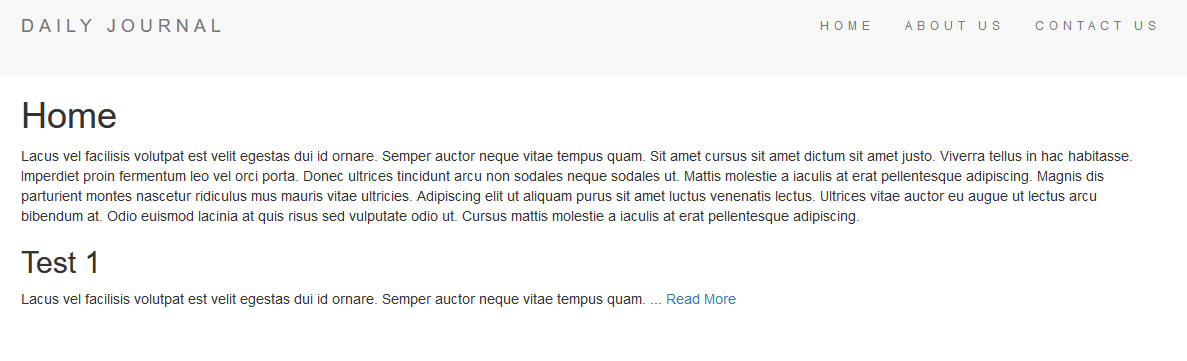 DAILY JOURNAL HOME ABOUT US CONTACT US
Home
Lacus vel facilisis volutpat est velit egestas dui id ornare. Semper auctor neque vitae tempus quam. Sit amet cursus sit amet dictum sit amet justo. Viverra tellus in hac habitasse.
Imperdiet proin fermentum leo vel orci porta. Donec ultrices tincidunt arcu non sodales neque sodales ut. Mattis molestie a iaculis at erat pellentesque adipiscing. Magnis dis
parturient montes nascetur ridiculus mus mauris vitae ultricies. Adipiscing elit ut aliquam purus sit amet luctus venenatis lectus. Ultrices vitae auctor eu augue ut lectus arcu
bibendum at. Odio euismod lacinia at quis risus sed vulputate odio ut. Cursus mattis molestie a iaculis at erat pellentesque adipiscing.
Test 1
Lacus vel facilisis volutpat est velit egestas dui id ornare. Semper auctor neque vitae tempus quam. ... Read More